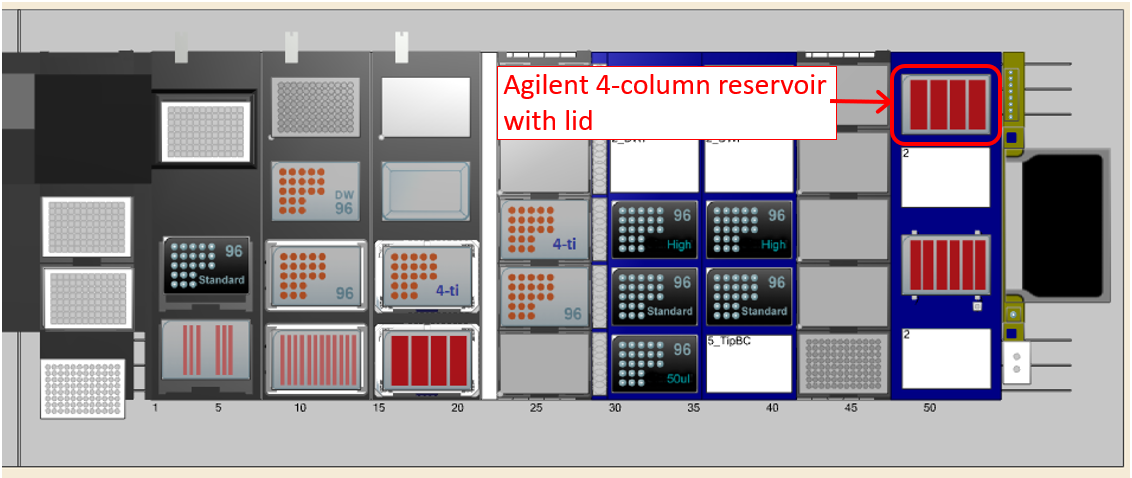 Agilent 4-column reservoir
with lid
2
DW
96
4-ti
96
High
96
High
96
Standard
96
4-ti
96
Standard
96
Standard
96
96
5_TipBC
2
96
50ul
1
5
10
15
20
25
30
35
40
45
50